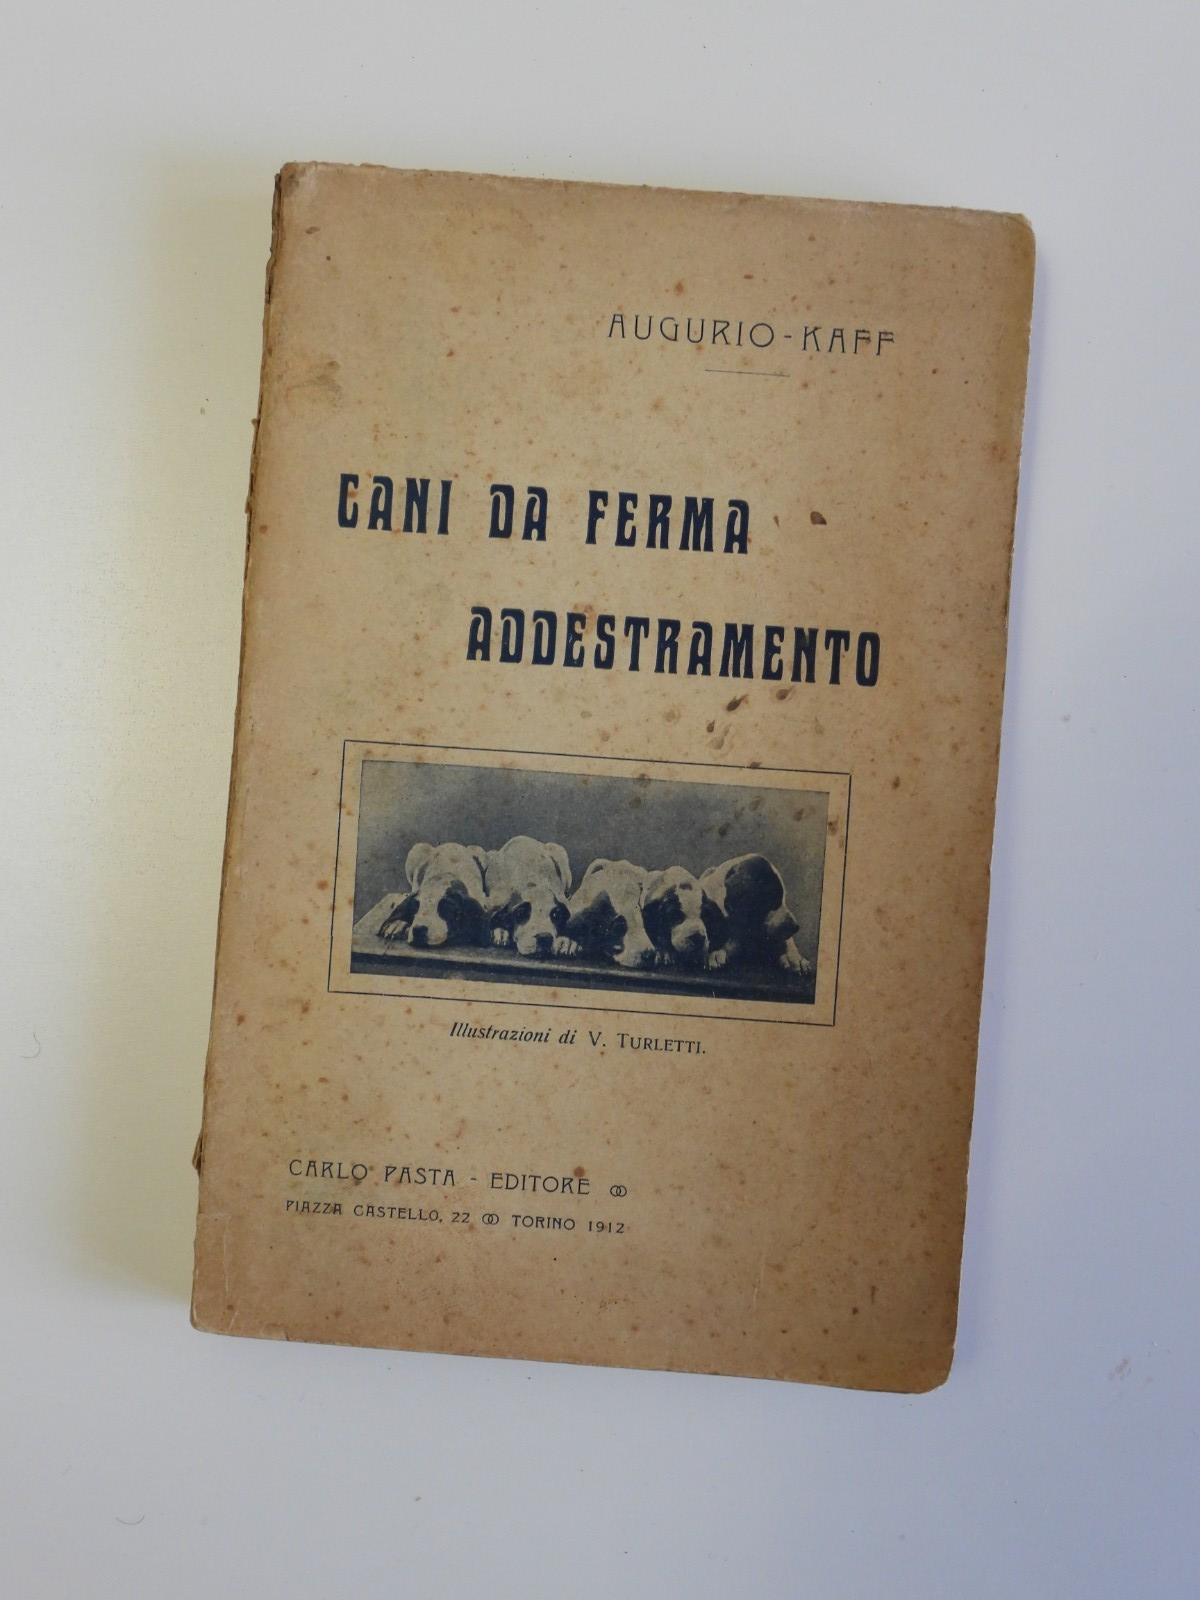 AUGURIO-KAFF
CANI DA FERMA
ADDESTRAMENTO
Illustrazioni di V. TURLETTI.
CARLO PASTA - EDITORE
PIAZZA CASTELLO, 22 TORINO 1912